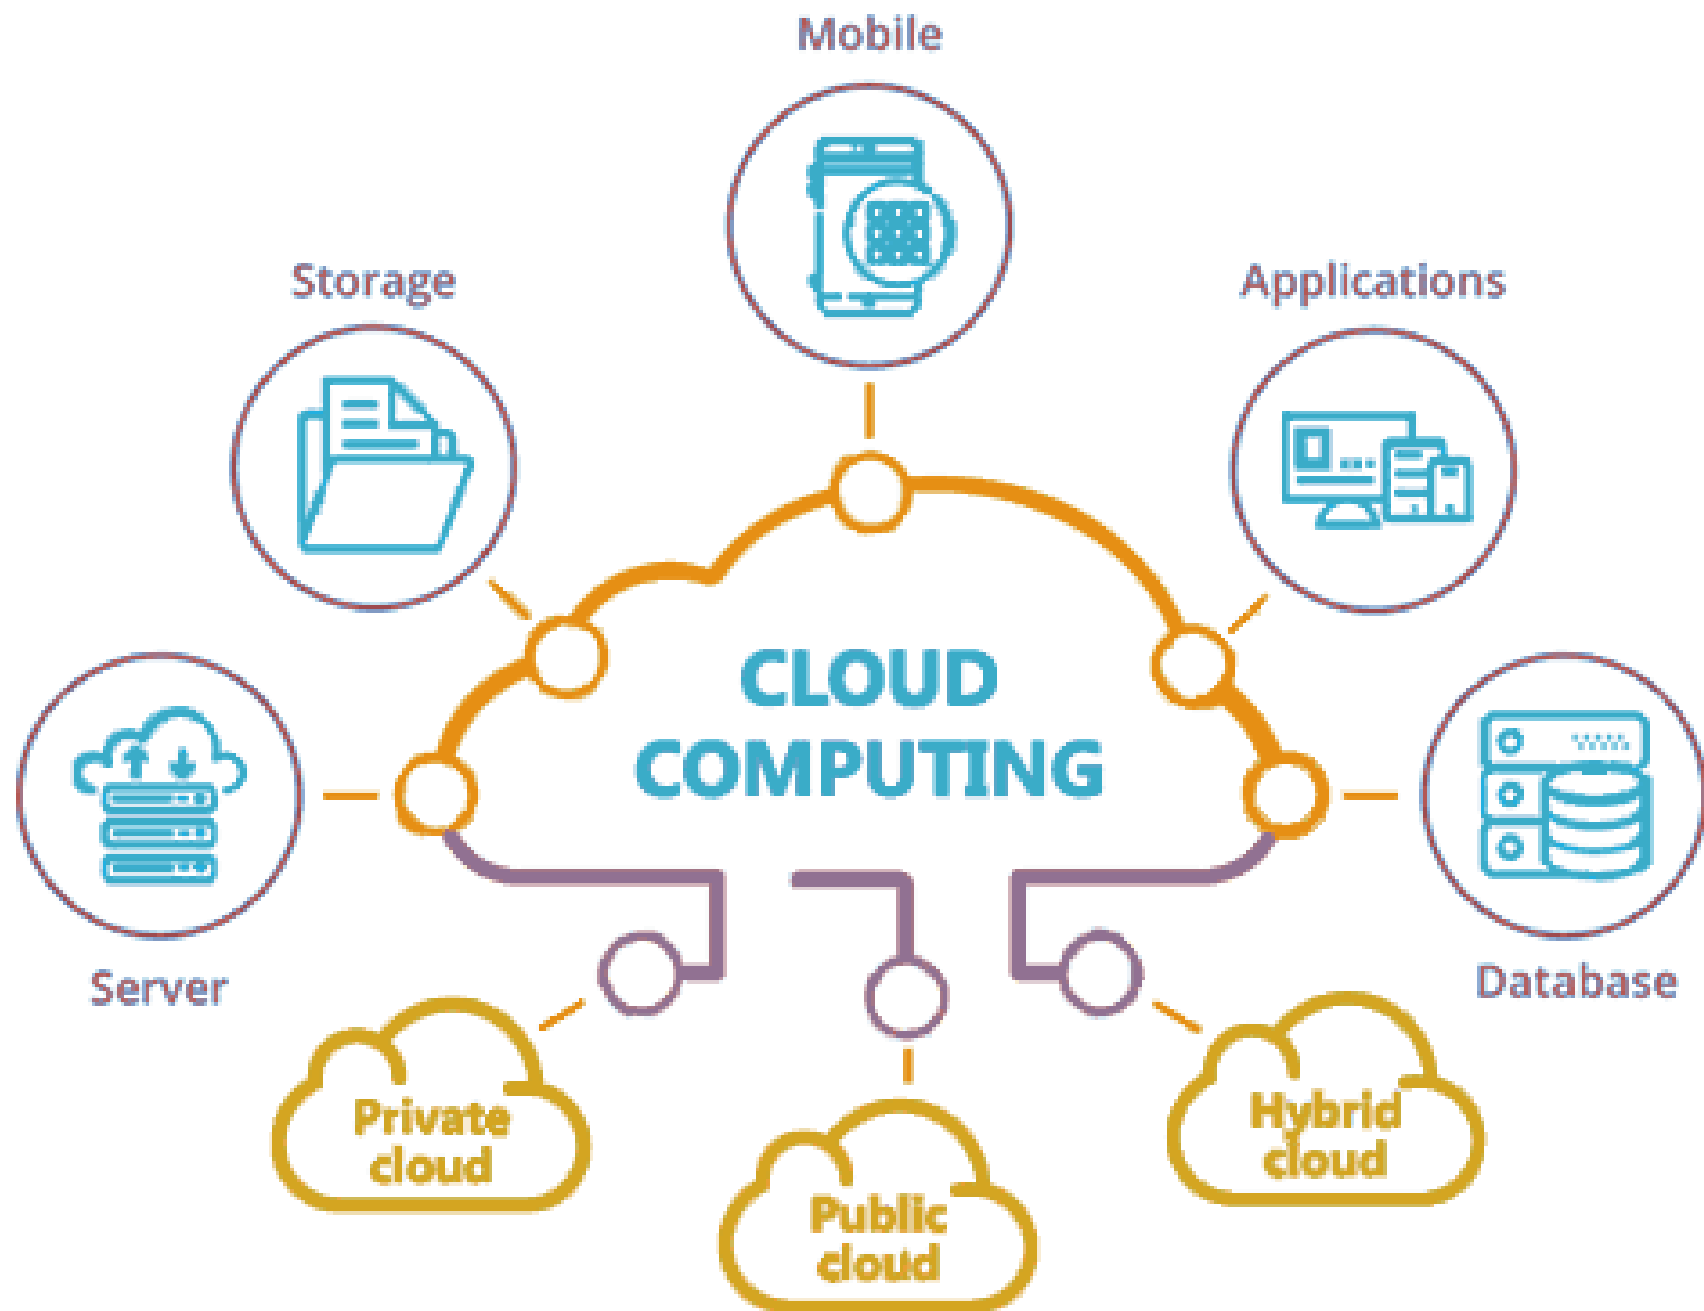 Mobile
Storage
Applications
CLOUD
COMPUTING
Server
Database
Private
cloud
Public
cloud
Hybrid
cloud